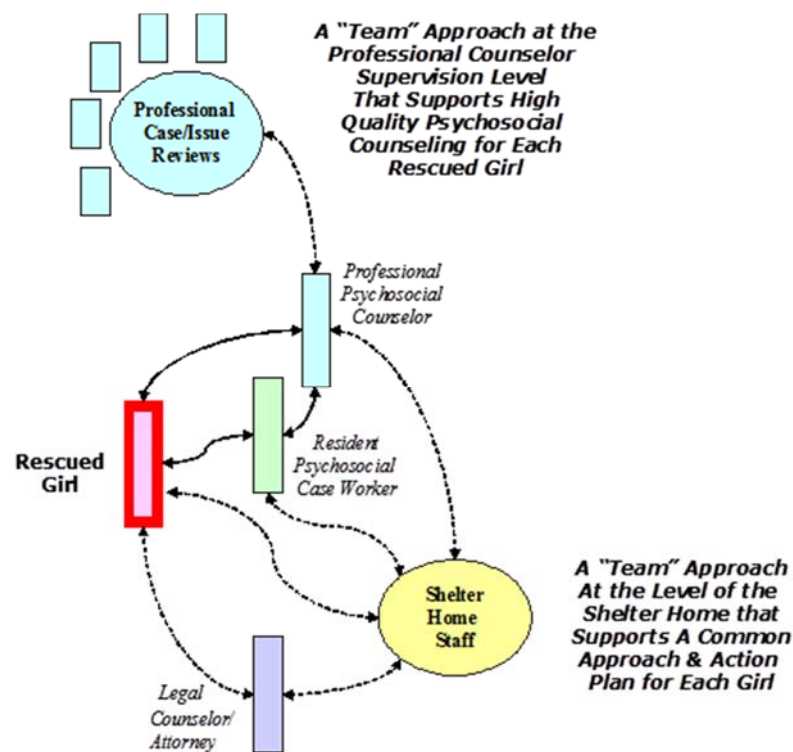 A “Team” Approach at the
Professional Counselor
Supervision Level
That Supports High
Quality Psychosocial
Counseling for Each
Rescued Girl
Professional
Case/Issue
Reviews
Professional
Psychosocial
Counselor
Rescued
Girl
Resident
Psychosocial
Case Worker
Shelter
Home
Staff
A “Team” Approach
At the Level of the
Shelter Home that
Supports A Common
Approach & Action
Plan for Each Girl
Legal
Counselor/
Attorney